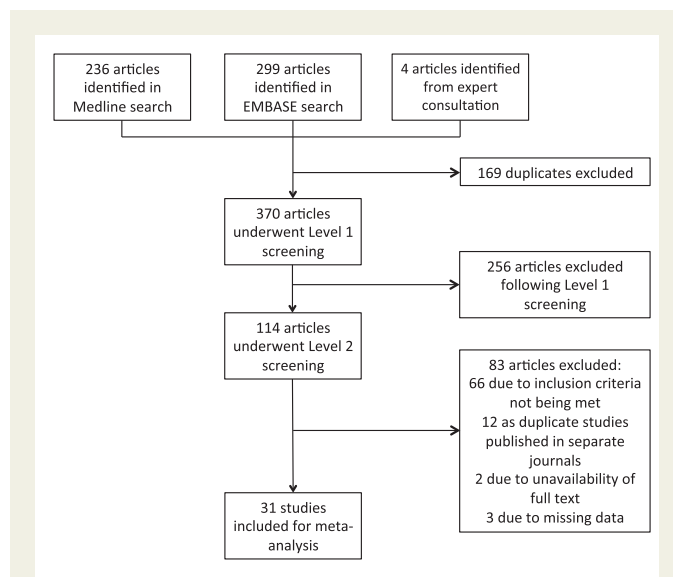 236 articles
identified in
Medline search
299 articles
identified in
EMBASE search
4 articles identified
from expert
consultation
169 duplicates excluded
370 articles
underwent Level 1
screening
256 articles excluded
following Level 1
screening
114 articles
underwent Level 2
screening
83 articles excluded:
66 due to inclusion criteria
not being met
12 as duplicate studies
published in separate
journals
2 due to unavailability of
full text
3 due to missing data
31 studies
included for meta-
analysis